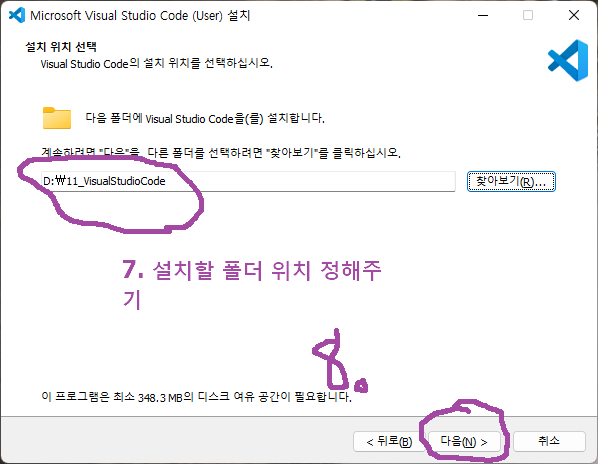 Microsoft Visual Studio Code (User) 설치
설치 위치 선택
Visual Studio Code의 설치 위치를 선택하십시오.
다음 폴더에 Visual Studio Code을(를) 설치합니다.
계속하려면 "다음"을, 다른 폴더를 선택하려면 "찾아보기"를 클릭하십시오.
D:₩11_VisualStudioCode
찾아보기(R)...
7. 설치할 폴더 위치 정해주
기
8.
이 프로그램은 최소 348.3 MB의 디스크 여유 공간이 필요합니다.
< 뒤로(B)
다음(N) >
취소